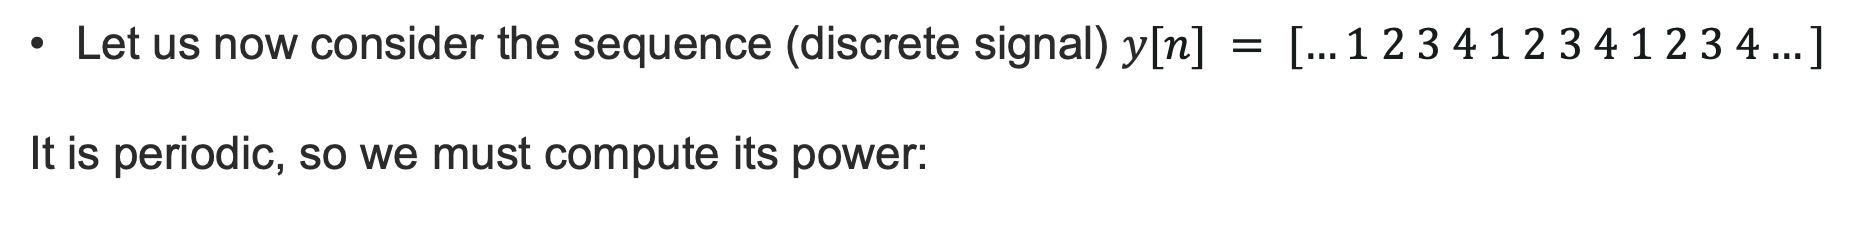 • Let us now consider the sequence (discrete signal) y[n] = [... 1 2 3 4 1 2 3 4 1 2 3 4 ...]
It is periodic, so we must compute its power: